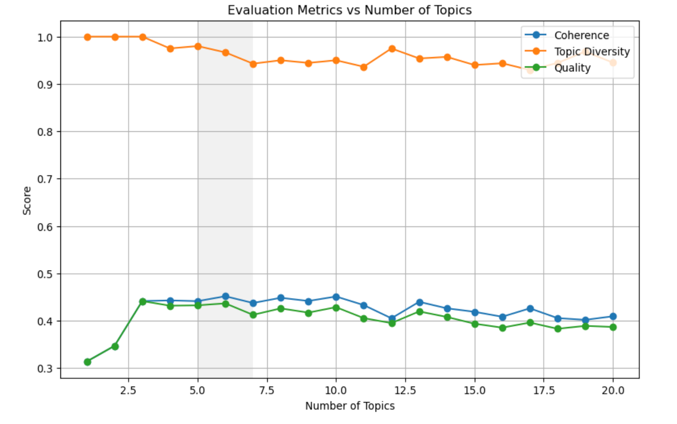 Evaluation Metrics vs Number of Topics
1.0
0.9
0.8
0.7
0.6
0.5
0.4
0.3
Score
Coherence
Topic Diversity
Quality
2.5 5.0 7.5 10.0 12.5 15.0 17.5 20.0
Number of Topics